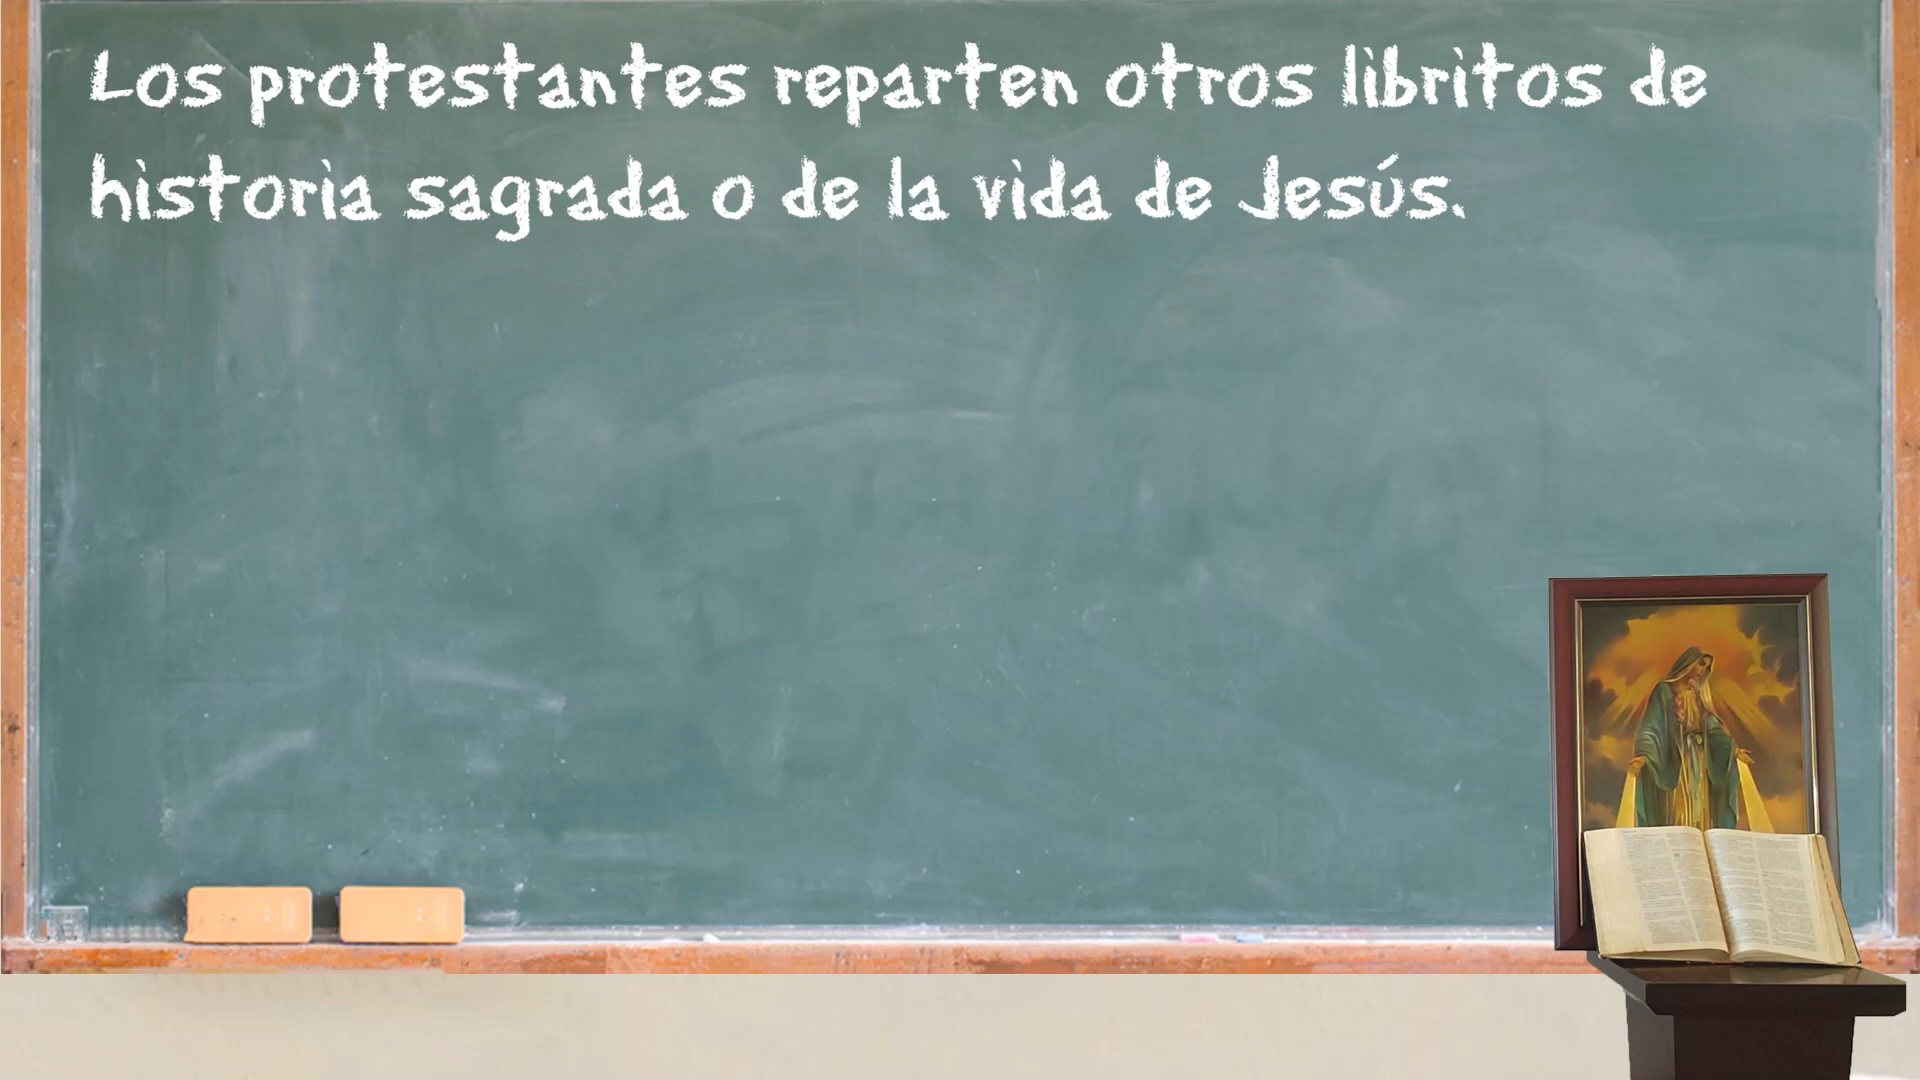 Los protestantes reparten otros libritos de
historia sagrada o de la vida de Jesús.